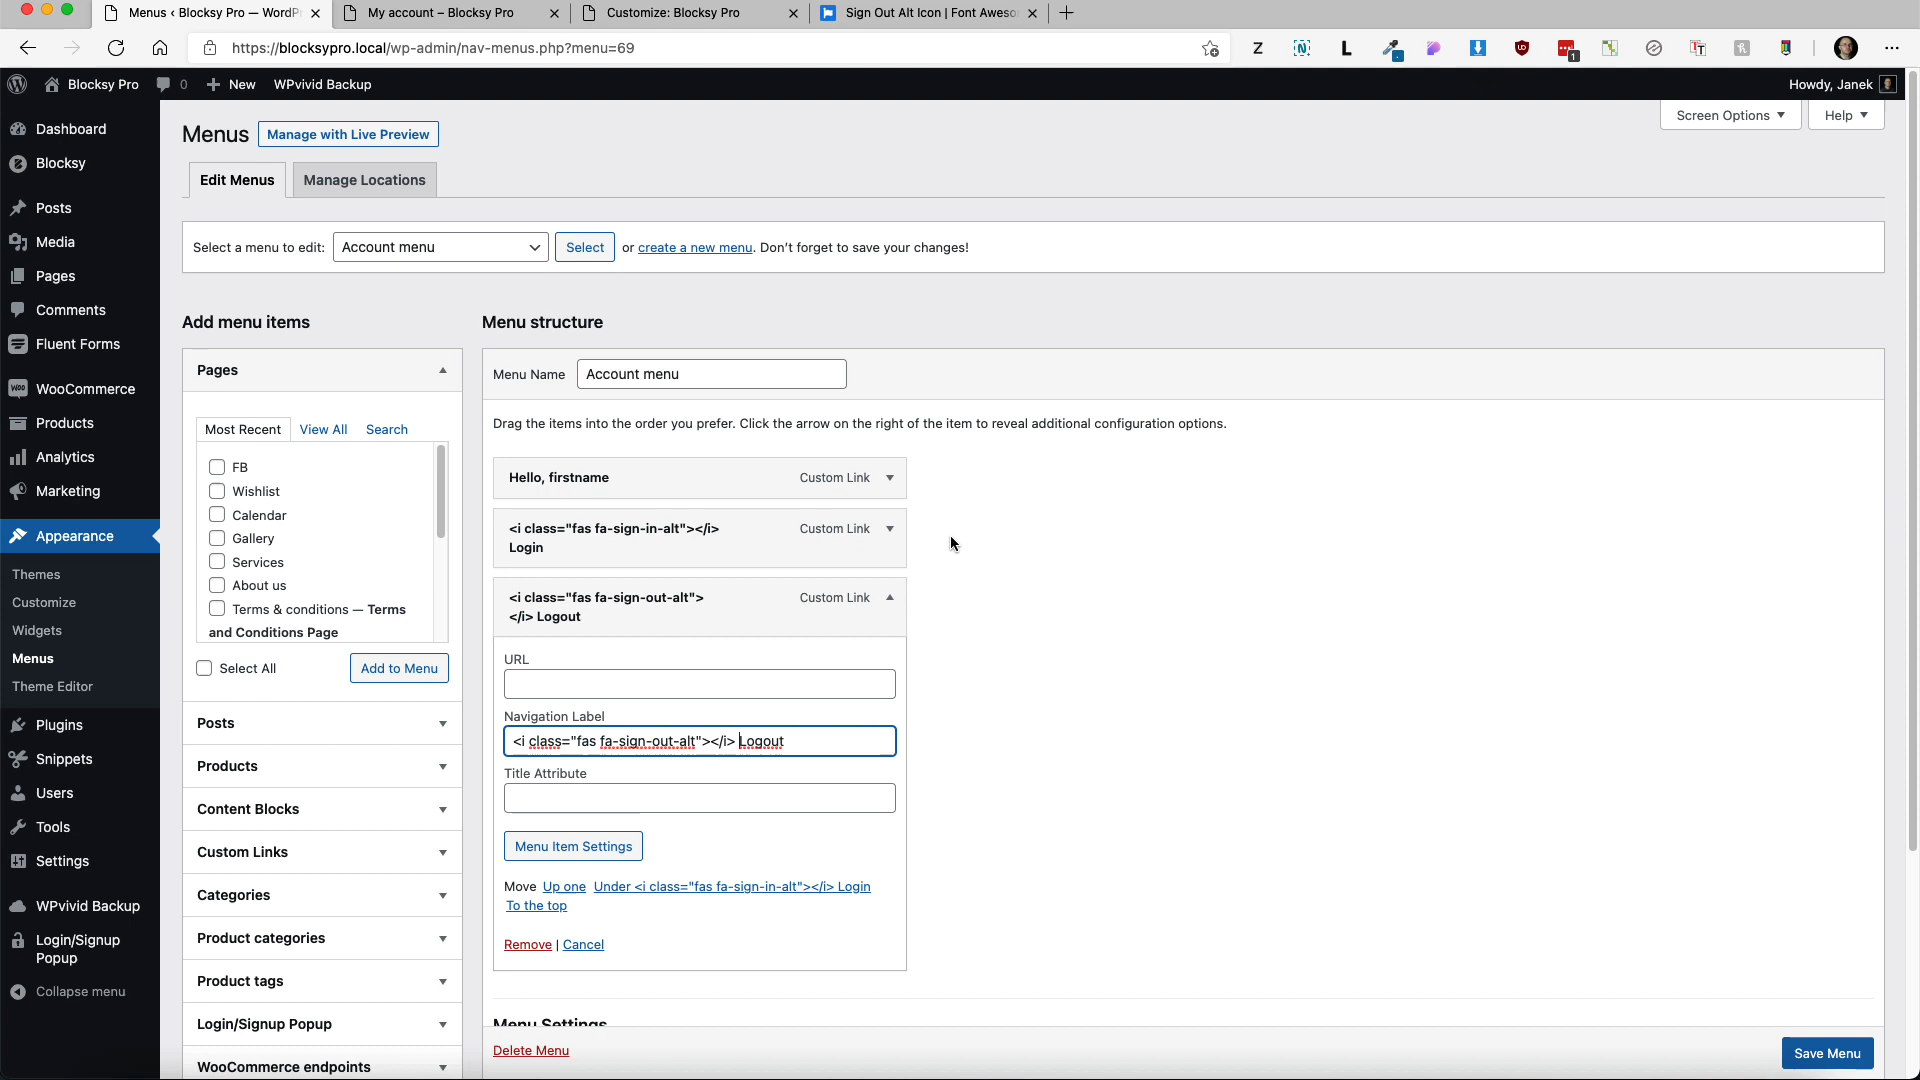 Menus ‹ Blocksy Pro — WordP
My account – Blocksy Pro
Customize: Blocksy Pro
Sign Out Alt Icon | Font Aweso
https://blocksypro.local/wp-admin/nav-menus.php?menu=69
Blocksy Pro
0
New
WPvivid Backup
Howdy, Janek
Dashboard
Blocksy
Posts
Media
Pages
Comments
Fluent Forms
WooCommerce
Products
Analytics
Marketing
Appearance
Themes
Customize
Widgets
Menus
Theme Editor
Plugins
Snippets
Users
Tools
Settings
WPvivid Backup
Login/Signup
Popup
Collapse menu
Menus
Manage with Live Preview
Screen Options
Help
Edit Menus
Manage Locations
Select a menu to edit:
Account menu
Select
or create a new menu. Don’t forget to save your changes!
Add menu items
Pages
Most Recent
View All
Search
FB
Wishlist
Calendar
Gallery
Services
About us
Terms & conditions — Terms
and Conditions Page
Select All
Add to Menu
Posts
Products
Content Blocks
Custom Links
Categories
Product categories
Product tags
Login/Signup Popup
WooCommerce endpoints
Menu structure
Menu Name
Account menu
Drag the items into the order you prefer. Click the arrow on the right of the item to reveal additional configuration options.
Hello, firstname
Custom Link
<i class="fas fa-sign-in-alt"></i>
Login
Custom Link
<i class="fas fa-sign-out-alt">
</i> Logout
Custom Link
URL
Navigation Label
<i class="fas fa-sign-out-alt"></i> Logout
Title Attribute
Menu Item Settings
Move Up one Under <i class="fas fa-sign-in-alt"></i> Login
To the top
Remove | Cancel
Menu Settings
Delete Menu
Save Menu